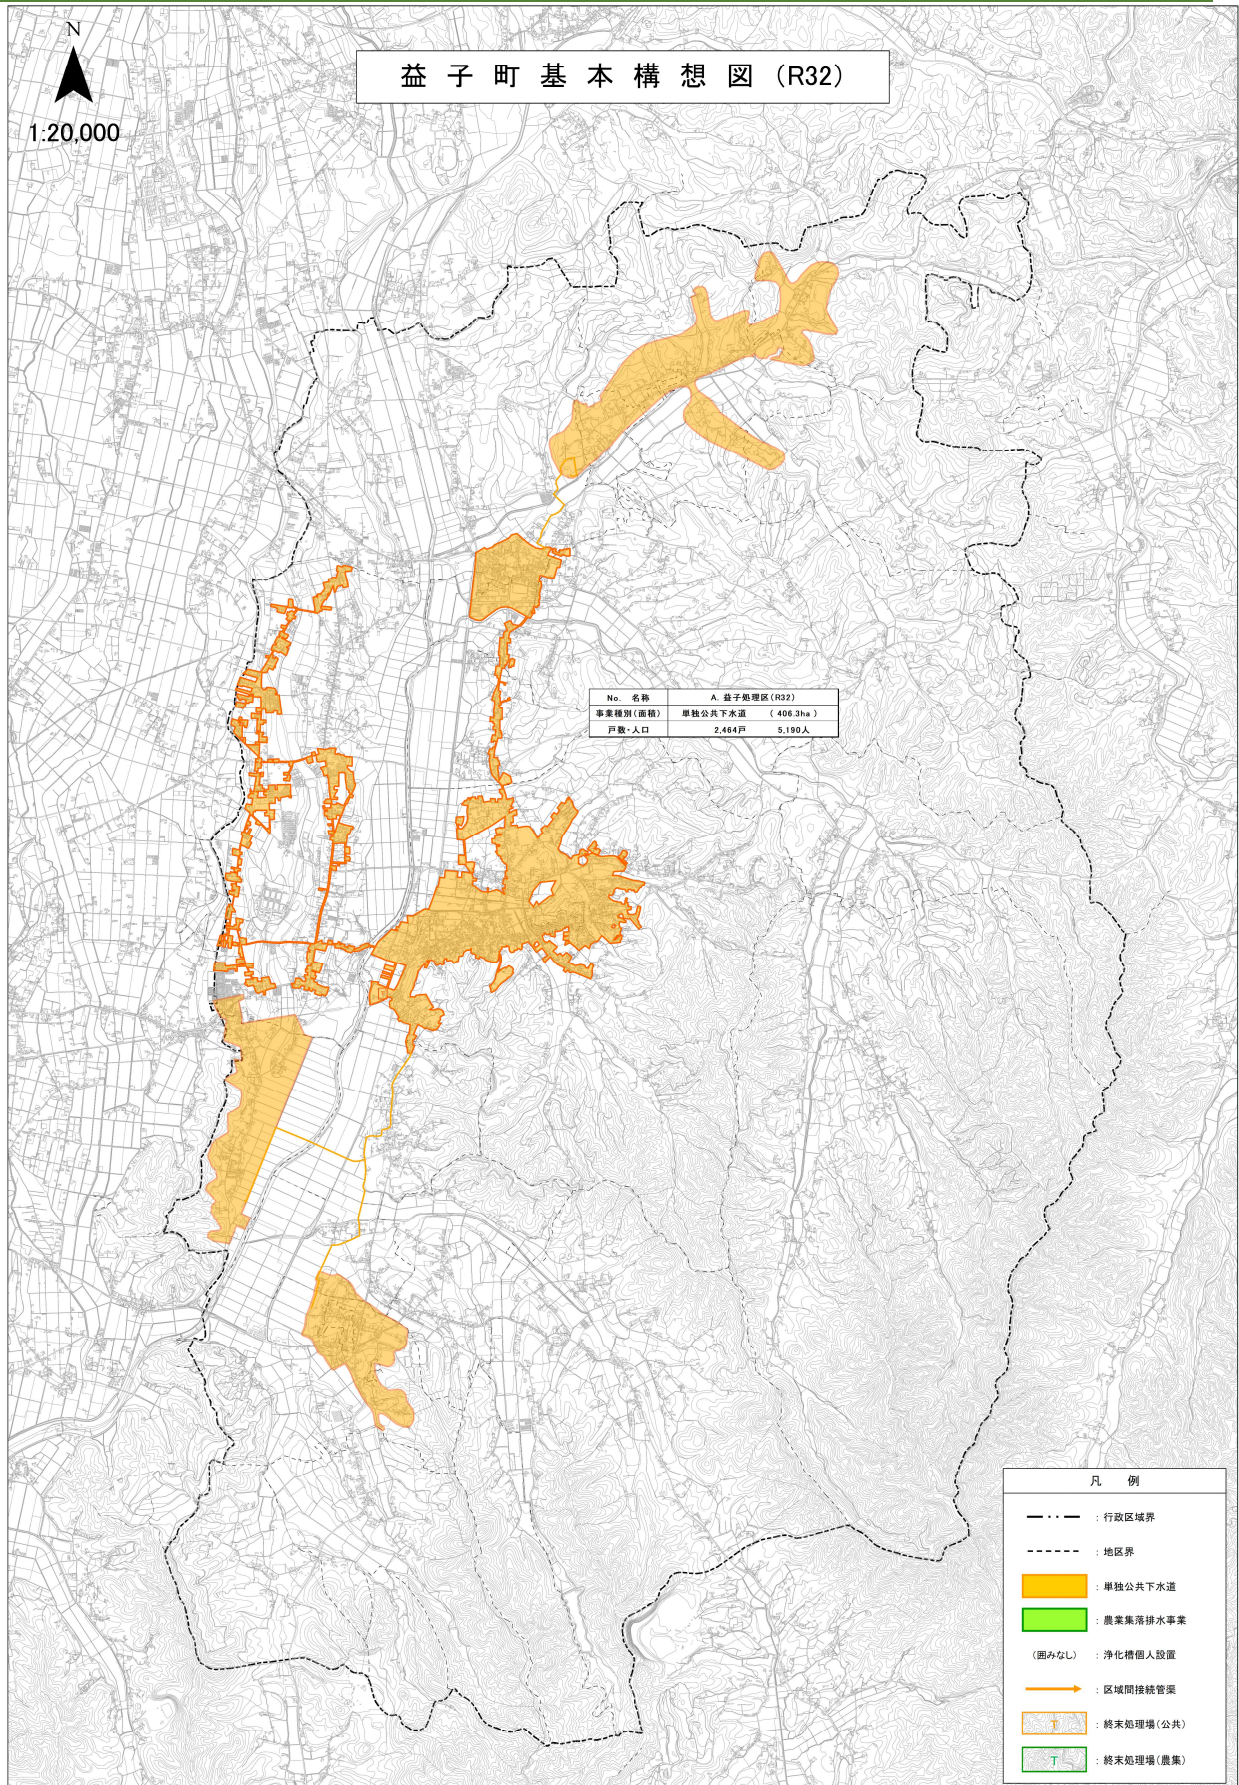 N
1:20,000
益子町基本構想図(R32)
No. 名称 A. 益子処理区(R32)
事業種別(面積) 単独公共下水道 (406.3ha)
戸数・人口 2,464戸 5,190人
凡例
:行政区域界
:地区界
:単独公共下水道
:農業集落排水事業
(囲みなし) :浄化槽個人設置
:区域間接続管渠
T :終末処理場(公共)
T :終末処理場(農集)